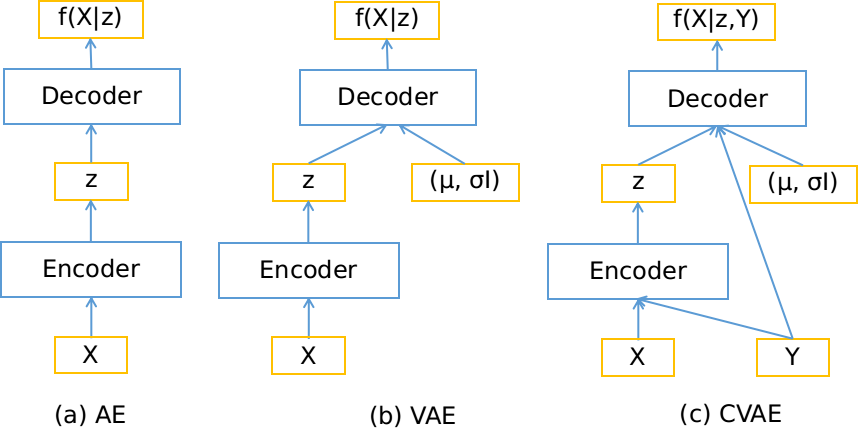 f(X|z)
Decoder
z
Encoder
X
(a) AE
f(X|z)
Decoder
z
(μ, σI)
Encoder
X
(b) VAE
f(X|z,Y)
Decoder
z
(μ, σI)
Encoder
X
Y
(c) CVAE